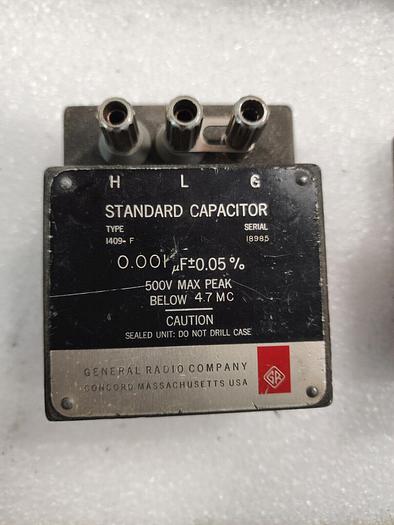 H L G
STANDARD CAPACITOR
TYPE SERIAL
1409- F 18985
0.001 μF±0.05%
500V MAX PEAK
BELOW 4.7 MC
CAUTION
SEALED UNIT: DO NOT DRILL CASE
GENERAL RADIO COMPANY
CONCORD MASSACHUSETTS USA
GR